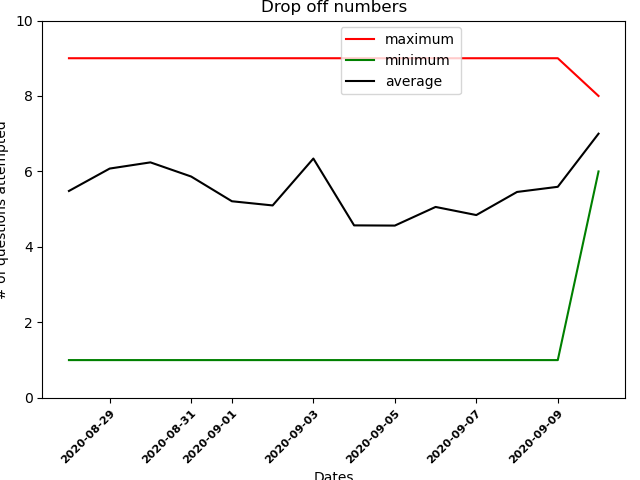 Drop off numbers
maximum
minimum
average
# of questions attempted
10
8
6
4
2
0
2020-08-29
2020-08-31
2020-09-01
2020-09-03
2020-09-05
2020-09-07
2020-09-09
Dates